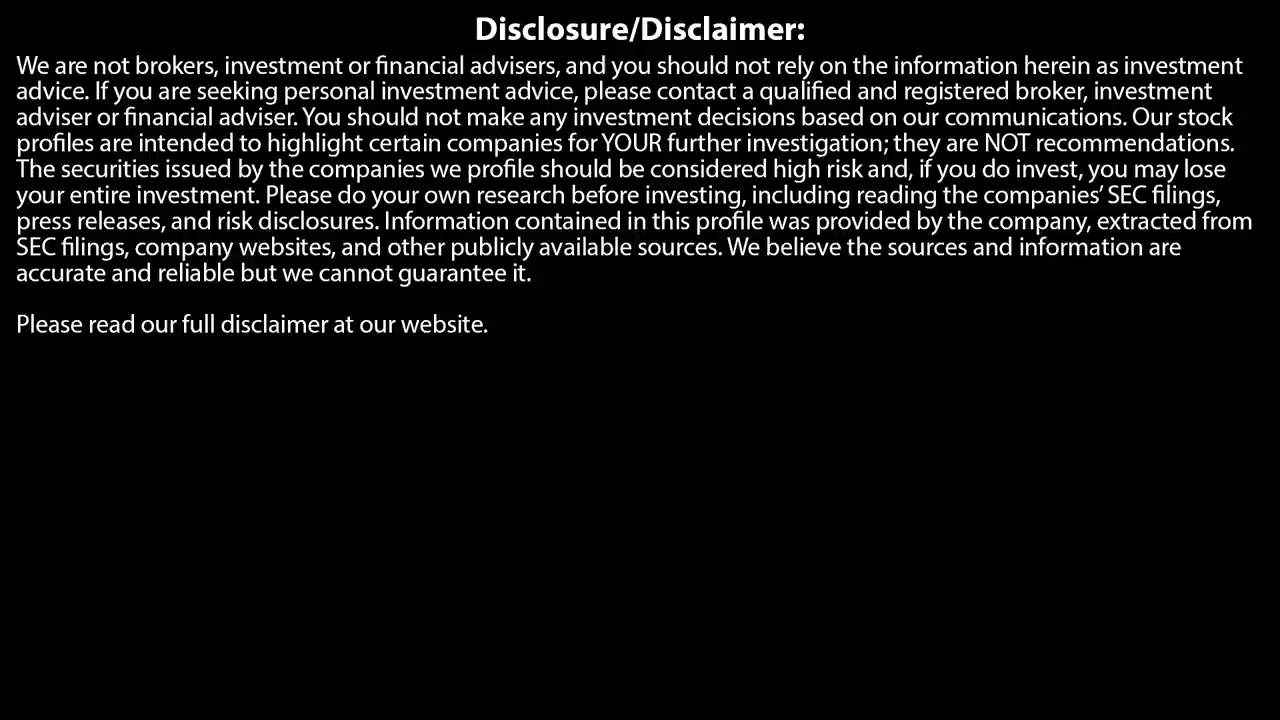 Disclosure/Disclaimer:
We are not brokers, investment or financial advisers, and you should not rely on the information herein as investment
advice. If you are seeking personal investment advice, please contact a qualified and registered broker, investment
adviser or financial adviser. You should not make any investment decisions based on our communications. Our stock
profiles are intended to highlight certain companies for YOUR further investigation; they are NOT recommendations.
The securities issued by the companies we profile should be considered high risk and, if you do invest, you may lose
your entire investment. Please do your own research before investing, including reading the companies’ SEC filings,
press releases, and risk disclosures. Information contained in this profile was provided by the company, extracted from
SEC filings, company websites, and other publicly available sources. We believe the sources and information are
accurate and reliable but we cannot guarantee it.
Please read our full disclaimer at our website.